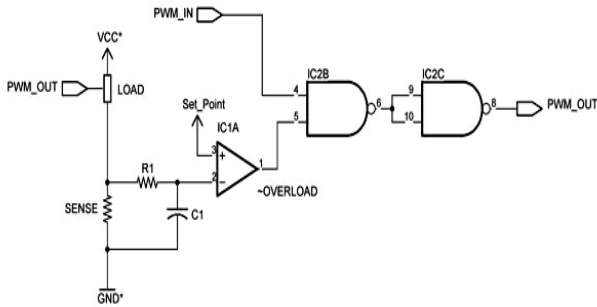 PWM_IN
VCC*
PWM_OUT
LOAD
IC2B
IC2C
4
5
6
9
10
8
PWM_OUT
Set_Point
IC1A
3
+
2
-
1
~OVERLOAD
R1
C1
SENSE
GND*